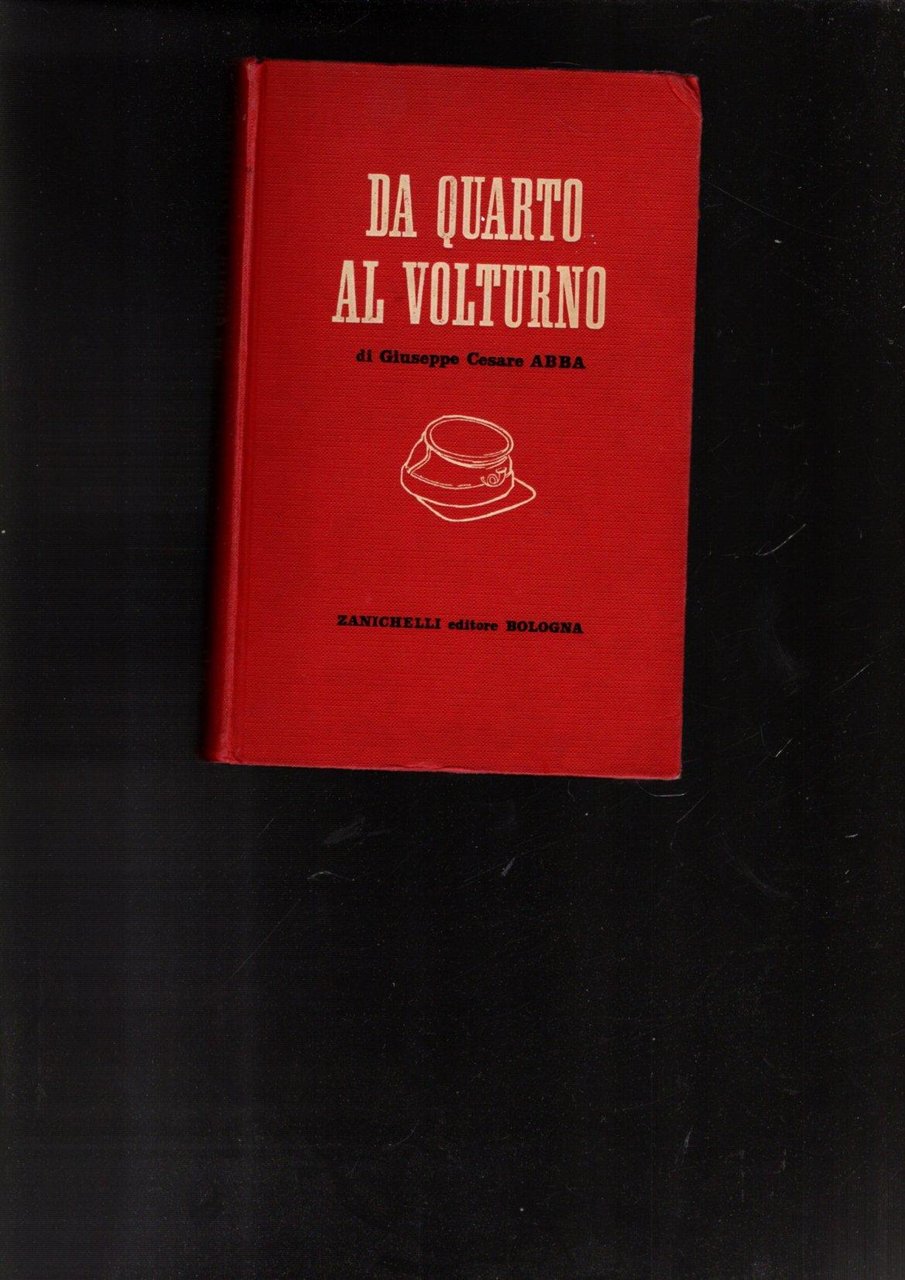 DA QUARTO
AL VOLTURNO
di Giuseppe Cesare ABBA
ZANICHELLI editore BOLOGNA